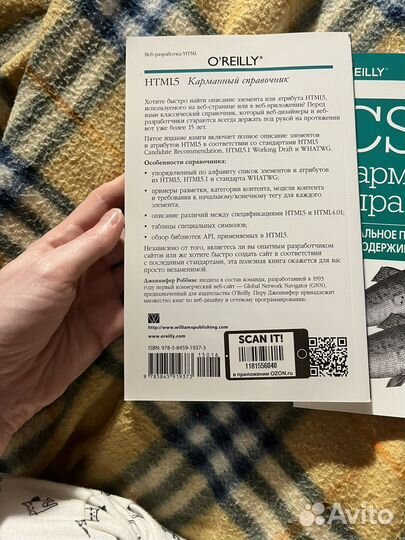 Веб-разработка/HTML
O'REILLY®
HTML5 Карманный справочник
Хотите быстро найти описание элемента или атрибута HTML5,
используемого на веб-странице или в веб-приложении? Перед
вами классический справочник, который веб-дизайнеры и веб-
разработчики стараются всегда держать под рукой на протяжении
вот уже более 15 лет.
Пятое издание книги включает полное описание элементов
и атрибутов HTML5 в соответствии со стандартами HTML5
Candidate Recommendation, HTML5.1 Working Draft и WHATWG.
Особенности справочника:
• упорядоченный по алфавиту список элементов и атрибутов
из HTML5, HTML5.1 и стандарта WHATWG;
• примеры разметки, категории контента, модели контента
и требования к начальному/конечному тегу для каждого
элемента;
• описание различий между спецификациями HTML5 и HTML4.01;
• таблицы специальных символов;
• обзор библиотек API, применяемых в HTML5.
Независимо от того, являетесь ли вы опытным разработчиком
сайтов или же хотите быстро создать сайт в соответствии
с последними стандартами, эта полезная книга окажется для вас
просто незаменимой.
Дженнифер Роббинс входила в состав команды, разработавшей в 1993
году первый коммерческий веб-сайт — Global Network Navigator (GNN),
предназначенный для издательства O'Reilly. Перу Дженнифер принадлежит
множество книг по веб-дизайну и сетевому программированию.
http://www.williamspublishing.com
www.oreilly.com
ISBN 978-5-8459-1937-3
15016
9 785845 919373
SCAN IT!
1181556040
в приложении OZON.ru
REILLY®
CS
арм
пра
АЛЬНОЕ П
ОДЕРЖИ
Avito